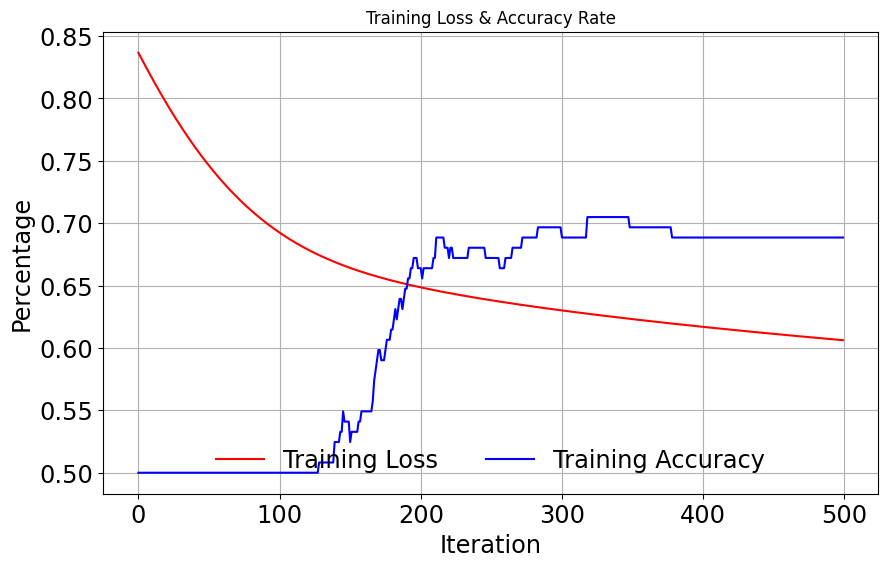 Training Loss & Accuracy Rate
0.85
0.80
0.75
0.70
0.65
0.60
0.55
0.50
Percentage
Training Loss
Training Accuracy
0 100 200 300 400 500
Iteration